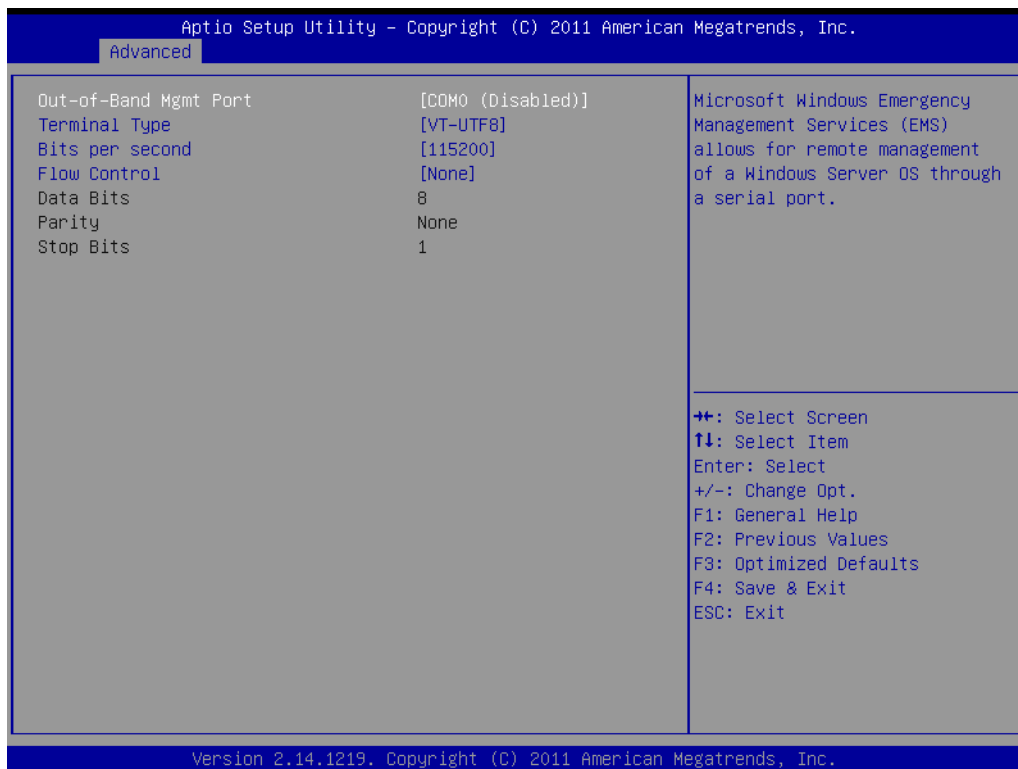 Aptio Setup Utility – Copyright (C) 2011 American Megatrends, Inc.
Advanced
Out-of-Band Mgmt Port [COM0 (Disabled)]
Terminal Type [VT-UTF8]
Bits per second [115200]
Flow Control [None]
Data Bits 8
Parity None
Stop Bits 1
Microsoft Windows Emergency
Management Services (EMS)
allows for remote management
of a Windows Server OS through
a serial port.
→←: Select Screen
↑↓: Select Item
Enter: Select
+/-: Change Opt.
F1: General Help
F2: Previous Values
F3: Optimized Defaults
F4: Save & Exit
ESC: Exit
Version 2.14.1219. Copyright (C) 2011 American Megatrends, Inc.